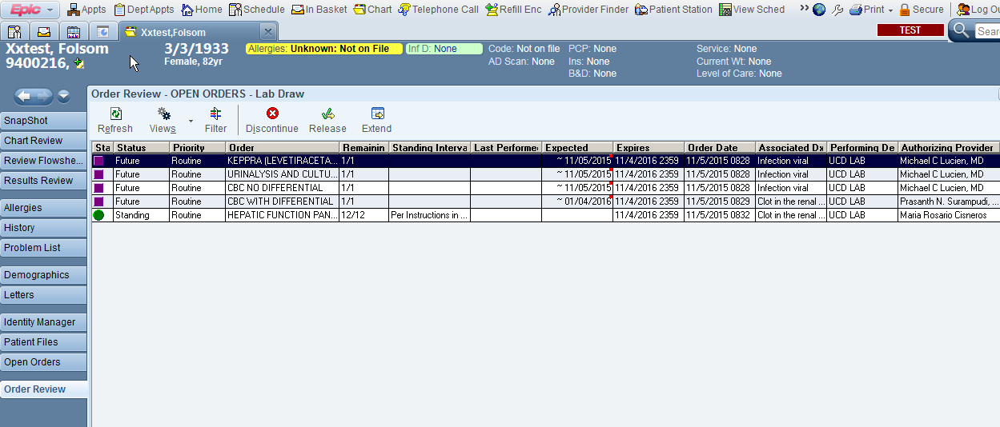 Epic Appts Dept Appts Home Schedule In Basket Chart Telephone Call Refill Enc Provider Finder Patient Station View Sched Print Secure Log Ou
Xxtest,Folsom
TEST
Sear
Xxtest, Folsom 3/3/1933 Allergies: Unknown: Not on File Inf D: None Code: Not on file PCP: None Service: None
9400216, Female, 82yr AD Scan: None Ins: None Current Wt: None
B&D: None Level of Care: None
Order Review - OPEN ORDERS - Lab Draw
Refresh Views Filter Discontinue Release Extend
SnapShot
Chart Review
Review Flowshe...
Results Review
Allergies
History
Problem List
Demographics
Letters
Identity Manager
Patient Files
Open Orders
Order Review
Sta Status Priority Order Remainin Standing Interva Last Performe Expected Expires Order Date Associated Dx Performing De Authorizing Provider
Future Routine KEPPRA (LEVETIRACETA... 1/1 ~ 11/05/2015 11/4/2016 2359 11/5/2015 0828 Infection viral UCD LAB Michael C Lucien, MD
Future Routine URINALYSIS AND CULTU... 1/1 ~ 11/05/2015 11/4/2016 2359 11/5/2015 0828 Infection viral UCD LAB Michael C Lucien, MD
Future Routine CBC NO DIFFERENTIAL 1/1 ~ 11/05/2015 11/4/2016 2359 11/5/2015 0828 Infection viral UCD LAB Michael C Lucien, MD
Future Routine CBC WITH DIFFERENTIAL 1/1 ~ 01/04/2016 11/4/2016 2359 11/5/2015 0829 Clot in the renal ... UCD LAB Prasanth N. Surampudi, ...
Standing Routine HEPATIC FUNCTION PAN... 12/12 Per Instructions in ... 11/4/2016 2359 11/5/2015 0832 Clot in the renal ... UCD LAB Maria Rosario Cisneros